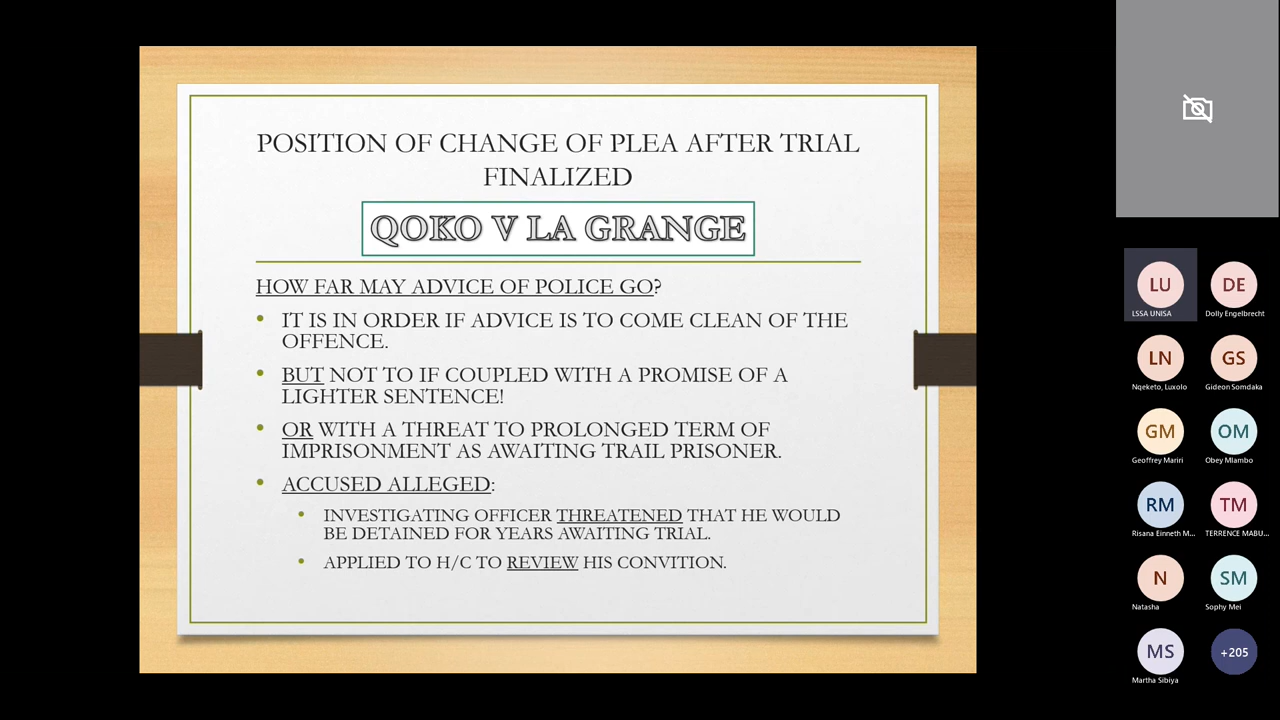 POSITION OF CHANGE OF PLEA AFTER TRIAL
FINALIZED
QOKO V LA GRANGE
HOW FAR MAY ADVICE OF POLICE GO?
• IT IS IN ORDER IF ADVICE IS TO COME CLEAN OF THE
OFFENCE.
• BUT NOT TO IF COUPLED WITH A PROMISE OF A
LIGHTER SENTENCE!
• OR WITH A THREAT TO PROLONGED TERM OF
IMPRISONMENT AS AWAITING TRAIL PRISONER.
• ACCUSED ALLEGED:
• INVESTIGATING OFFICER THREATENED THAT HE WOULD
BE DETAINED FOR YEARS AWAITING TRIAL.
• APPLIED TO H/C TO REVIEW HIS CONVITION.
LU
LSSA UNISA
DE
Dolly Engelbrecht
LN
Nqeketo, Luxolo
GS
Gideon Somdaka
GM
Geoffrey Mariri
OM
Obey Mlambo
RM
Risana Eirneth M...
TM
TERRENCE MABU...
N
Natasha
SM
Sophy Mei
MS
Martha Sibiya
+205